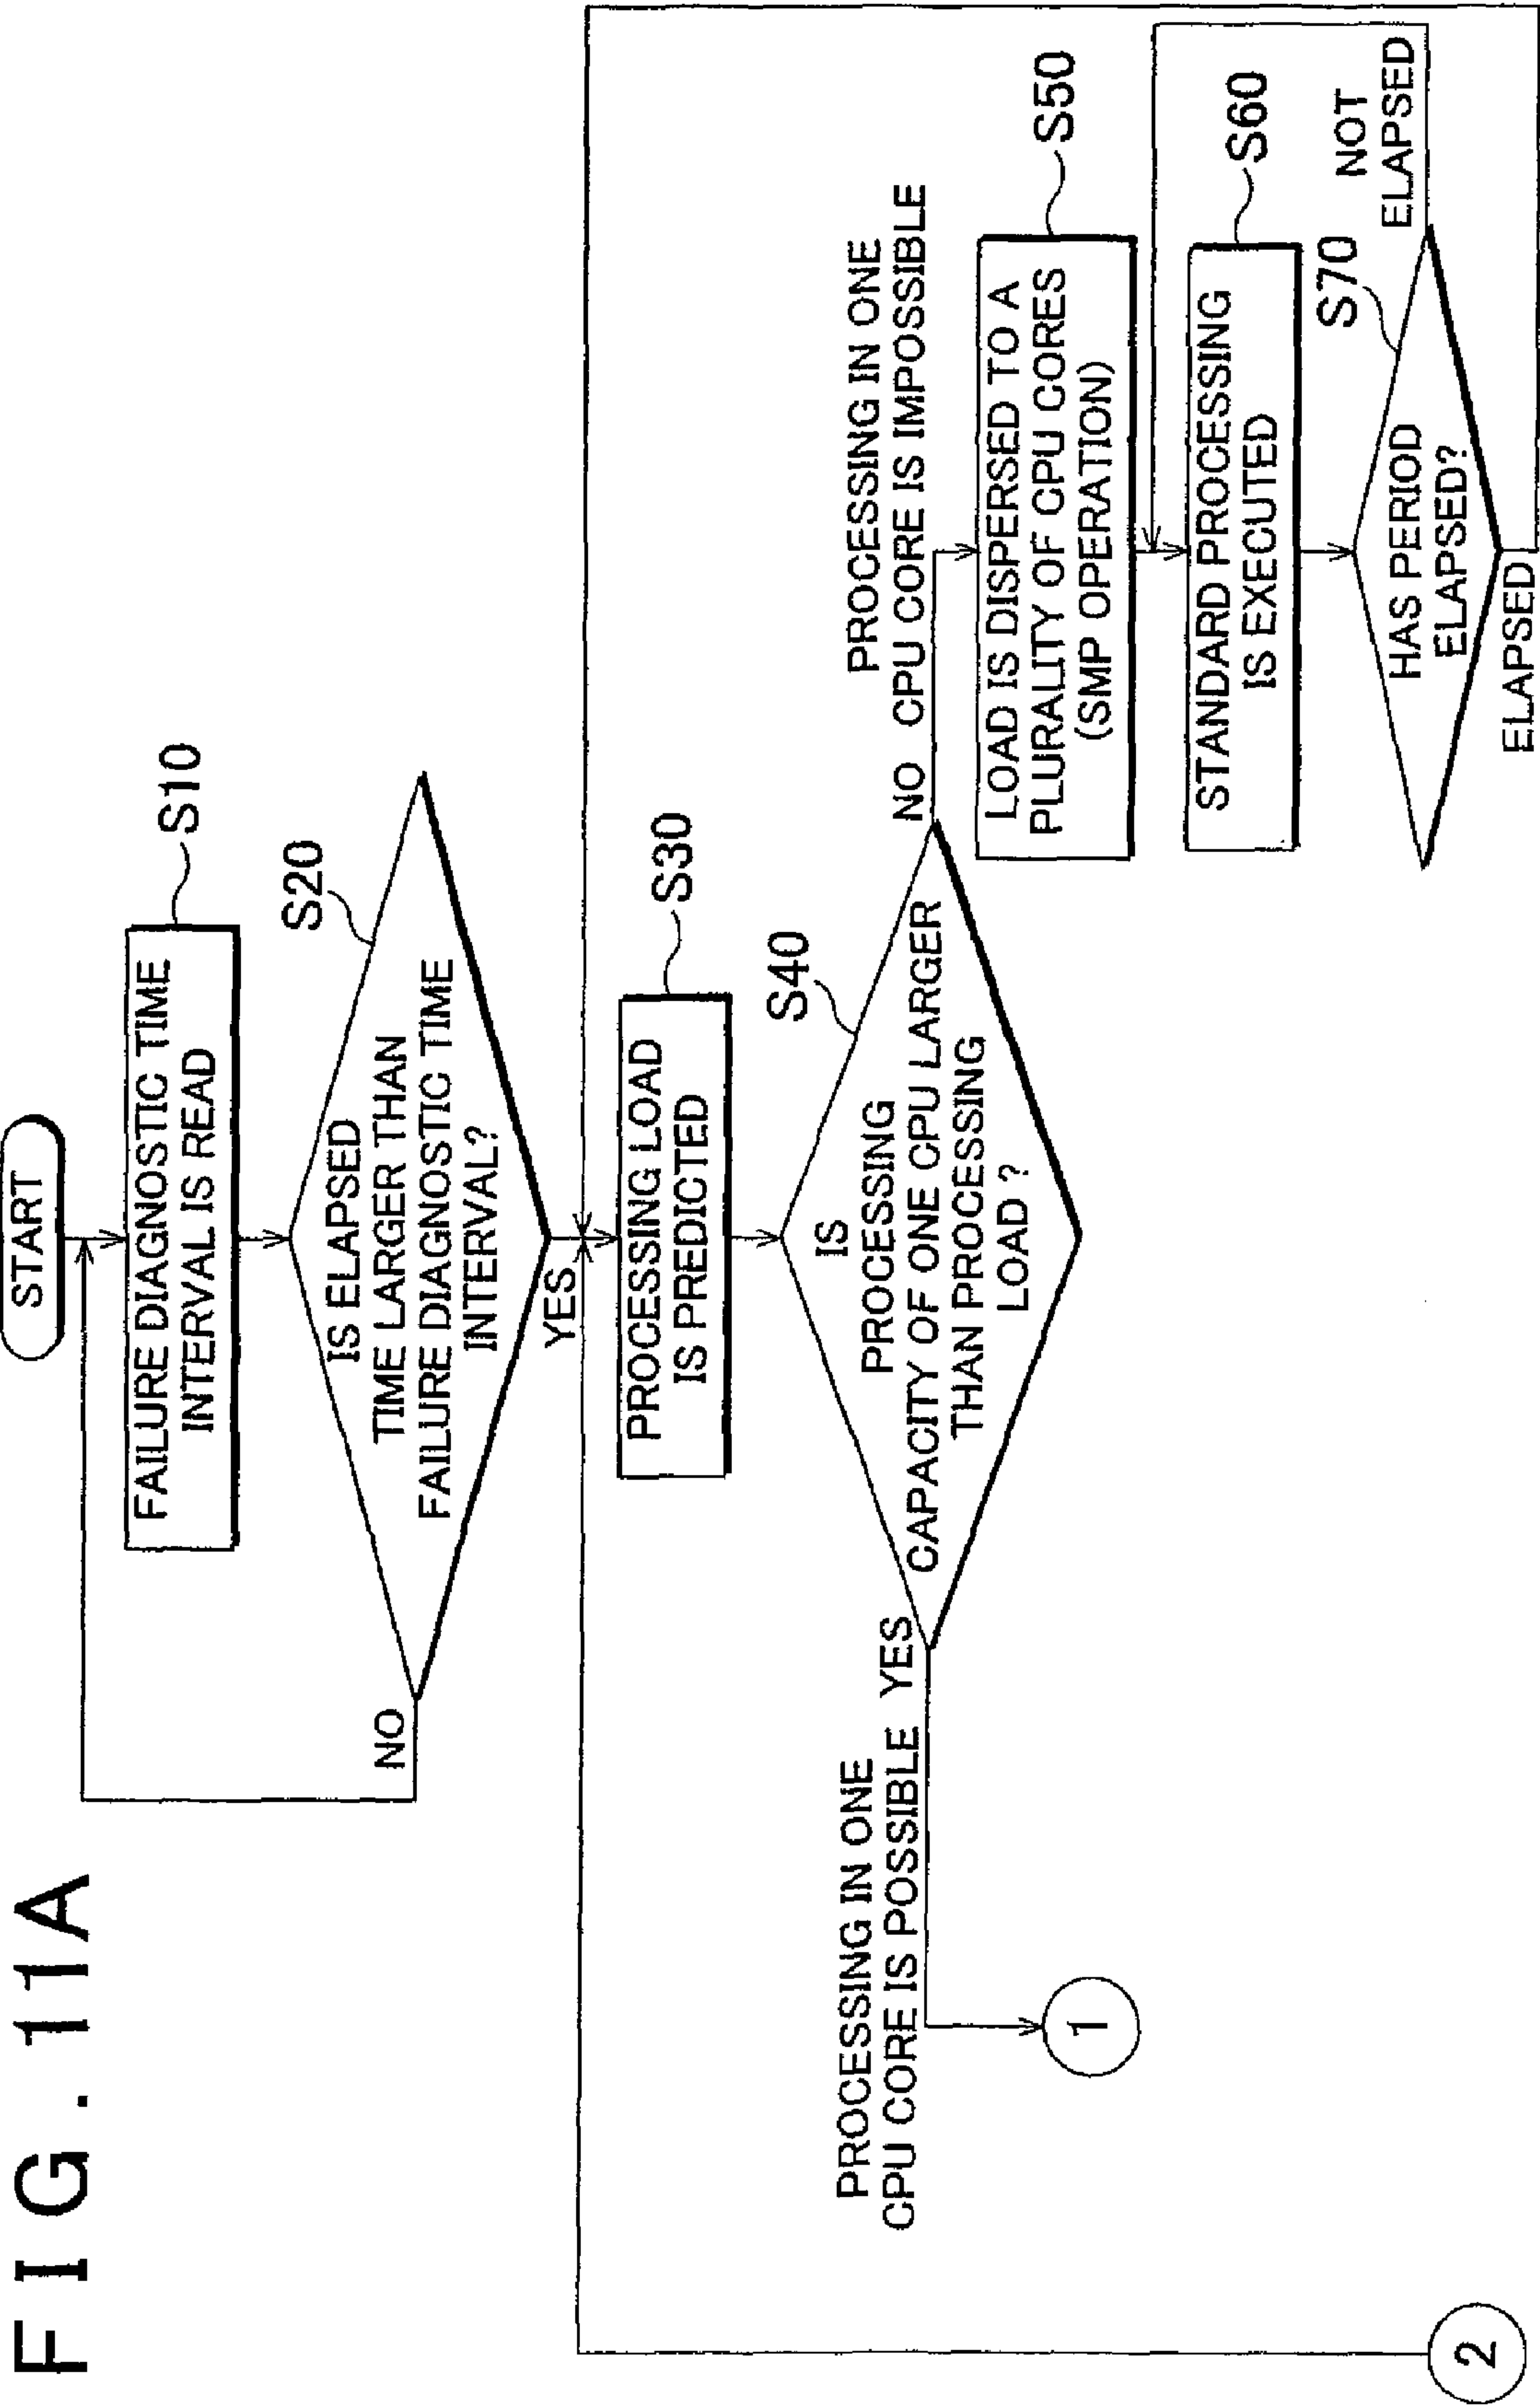 FIG. 11A
START
FAILURE DIAGNOSTIC TIME
INTERVAL IS READ
S10
IS ELAPSED
TIME LARGER THAN
FAILURE DIAGNOSTIC TIME
INTERVAL?
S20
NO
YES
PROCESSING LOAD
IS PREDICTED
S30
IS
PROCESSING
CAPACITY OF ONE CPU LARGER
THAN PROCESSING
LOAD ?
S40
PROCESSING IN ONE
CPU CORE IS POSSIBLE YES
1
PROCESSING IN ONE
NO CPU CORE IS IMPOSSIBLE
LOAD IS DISPERSED TO A
PLURALITY OF CPU CORES
(SMP OPERATION)
S50
STANDARD PROCESSING
IS EXECUTED
S60
HAS PERIOD
ELAPSED?
S70
NOT
ELAPSED
ELAPSED
2